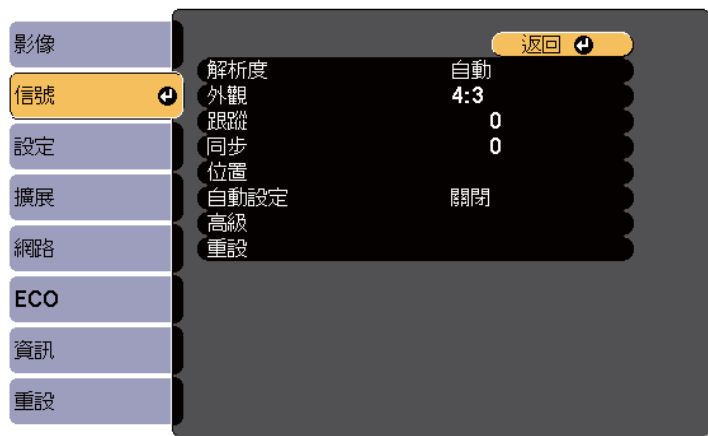 影像
信號
設定
擴展
網路
ECO
資訊
重設
返回
解析度 自動
外觀 4:3
跟蹤 0
同步 0
位置
自動設定 關閉
高級
重設